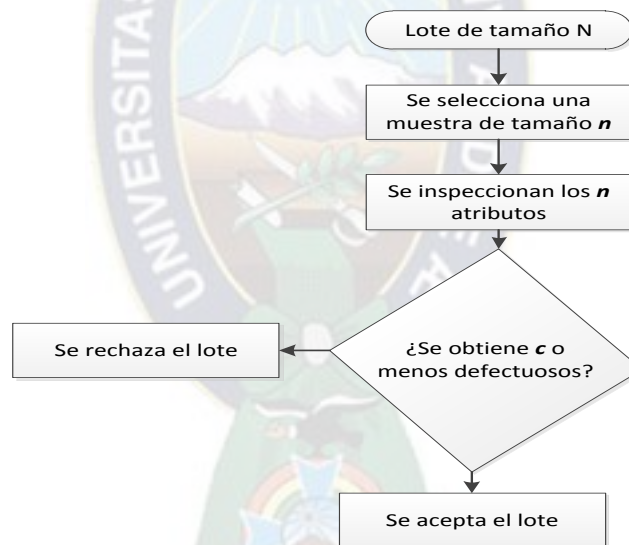 Lote de tamaño N
Se selecciona una
muestra de tamaño n
Se inspeccionan los n
atributos
¿Se obtiene c o
menos defectuosos?
Se rechaza el lote
Se acepta el lote
UNIVERSITAS